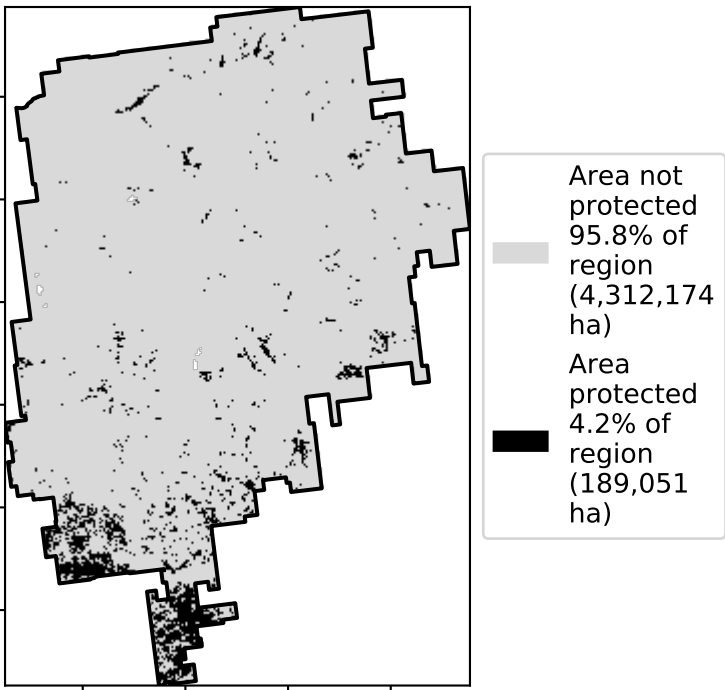 Area not
protected
95.8% of
region
(4,312,174
ha)
Area
protected
4.2% of
region
(189,051
ha)